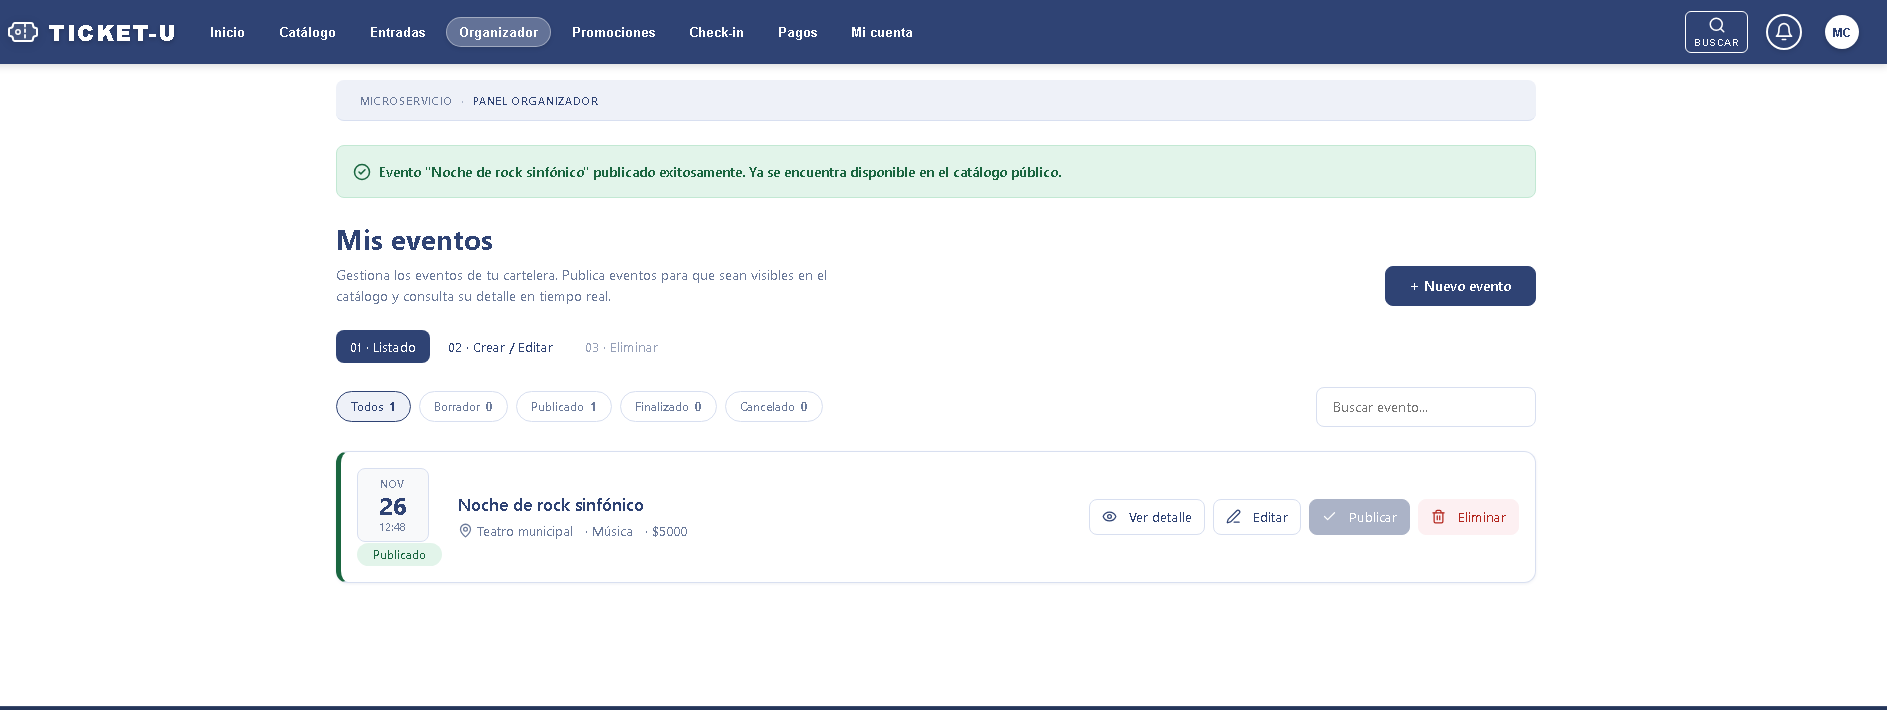 TICKET-U Inicio Catálogo Entradas Organizador Promociones Check-in Pagos Mi cuenta BUSCAR MC
MICROSERVICIO · PANEL ORGANIZADOR
Evento "Noche de rock sinfónico" publicado exitosamente. Ya se encuentra disponible en el catálogo público.
Mis eventos
Gestiona los eventos de tu cartelera. Publica eventos para que sean visibles en el
catálogo y consulta su detalle en tiempo real.
+ Nuevo evento
01 · Listado 02 · Crear / Editar 03 · Eliminar
Todos 1 Borrador 0 Publicado 1 Finalizado 0 Cancelado 0 Buscar evento...
NOV
26
12:48
Publicado
Noche de rock sinfónico
Teatro municipal · Música · $5000
Ver detalle Editar Publicar Eliminar